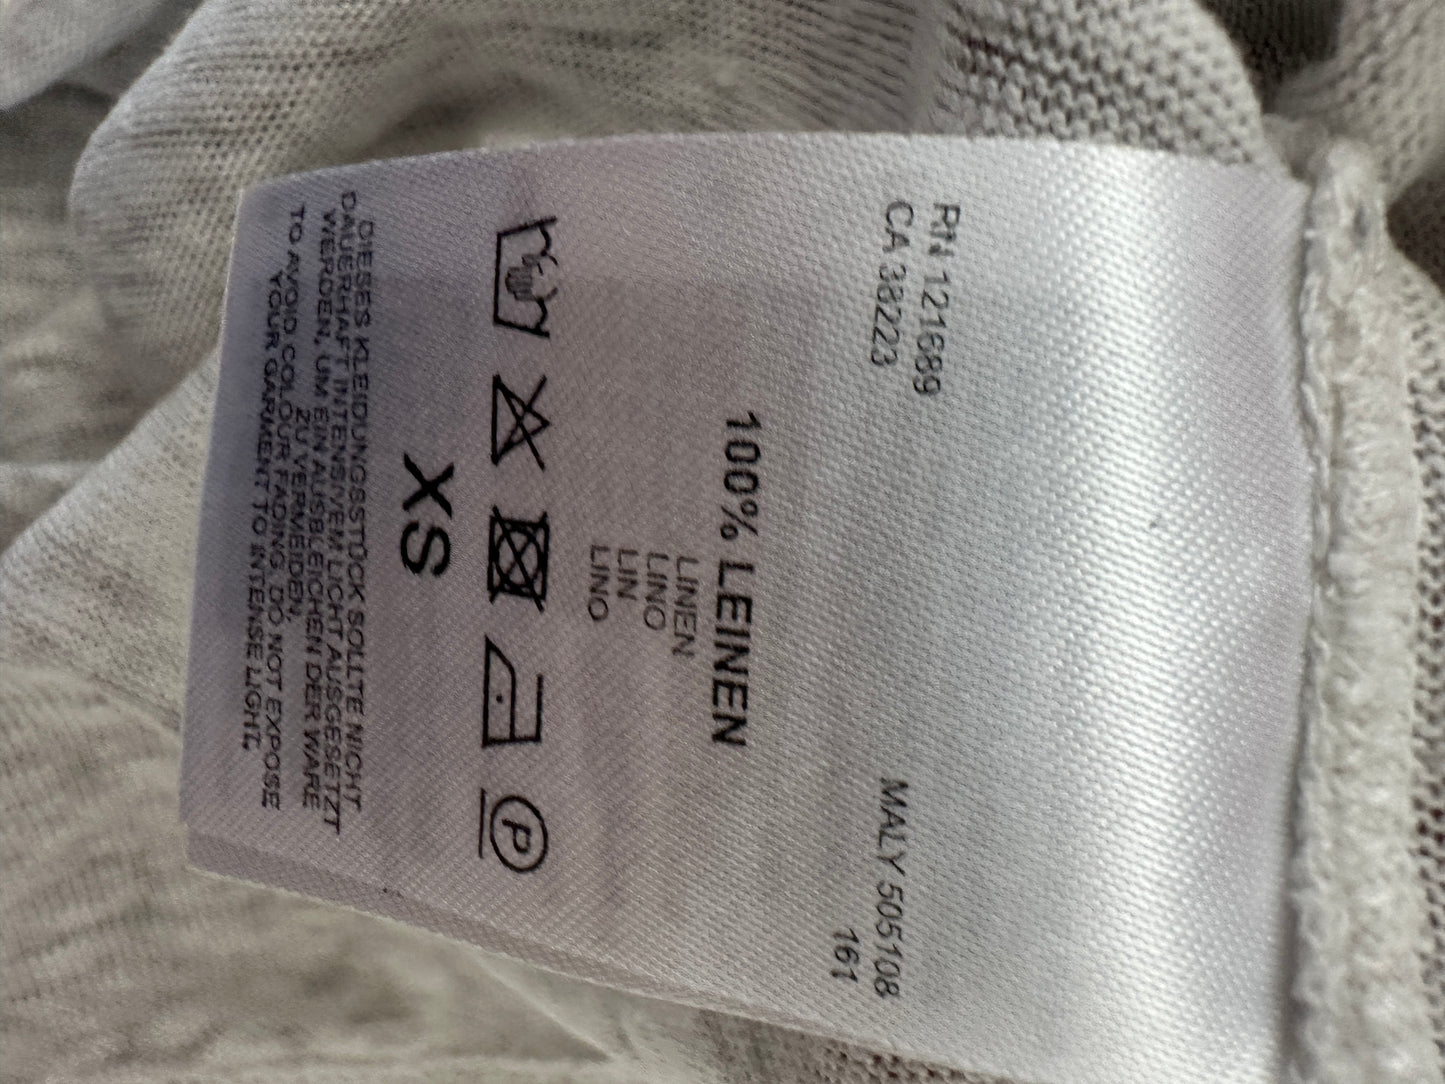 RN 121689
CA 38223
MALY 505108
161
100% LEINEN
LINEN
LINO
LIN
LINO
P
XS
DIESES KLEIDUNGSSTÜCK SOLLTE NICHT
DAUERHAFT INTENSIVEM LICHT AUSGESETZT
WERDEN, UM EIN AUSBLEICHEN DER WARE
ZU VERMEIDEN.
TO AVOID COLOUR FADING, DO NOT EXPOSE
YOUR GARMENT TO INTENSE LIGHT.